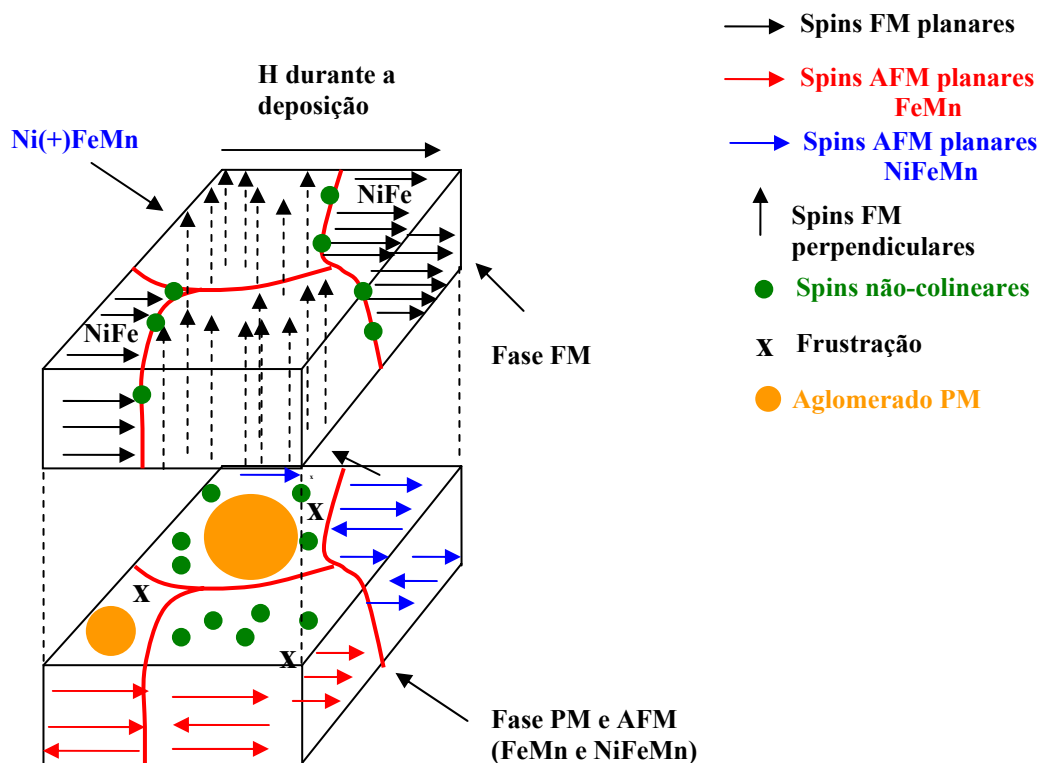 H durante a
deposição
Ni(+)FeMn
NiFe
NiFe
Fase FM
x
x
x
Fase PM e AFM
(FeMn e NiFeMn)
Spins FM planares
Spins AFM planares
FeMn
Spins AFM planares
NiFeMn
Spins FM
perpendiculares
Spins não-colineares
x Frustração
Aglomerado PM